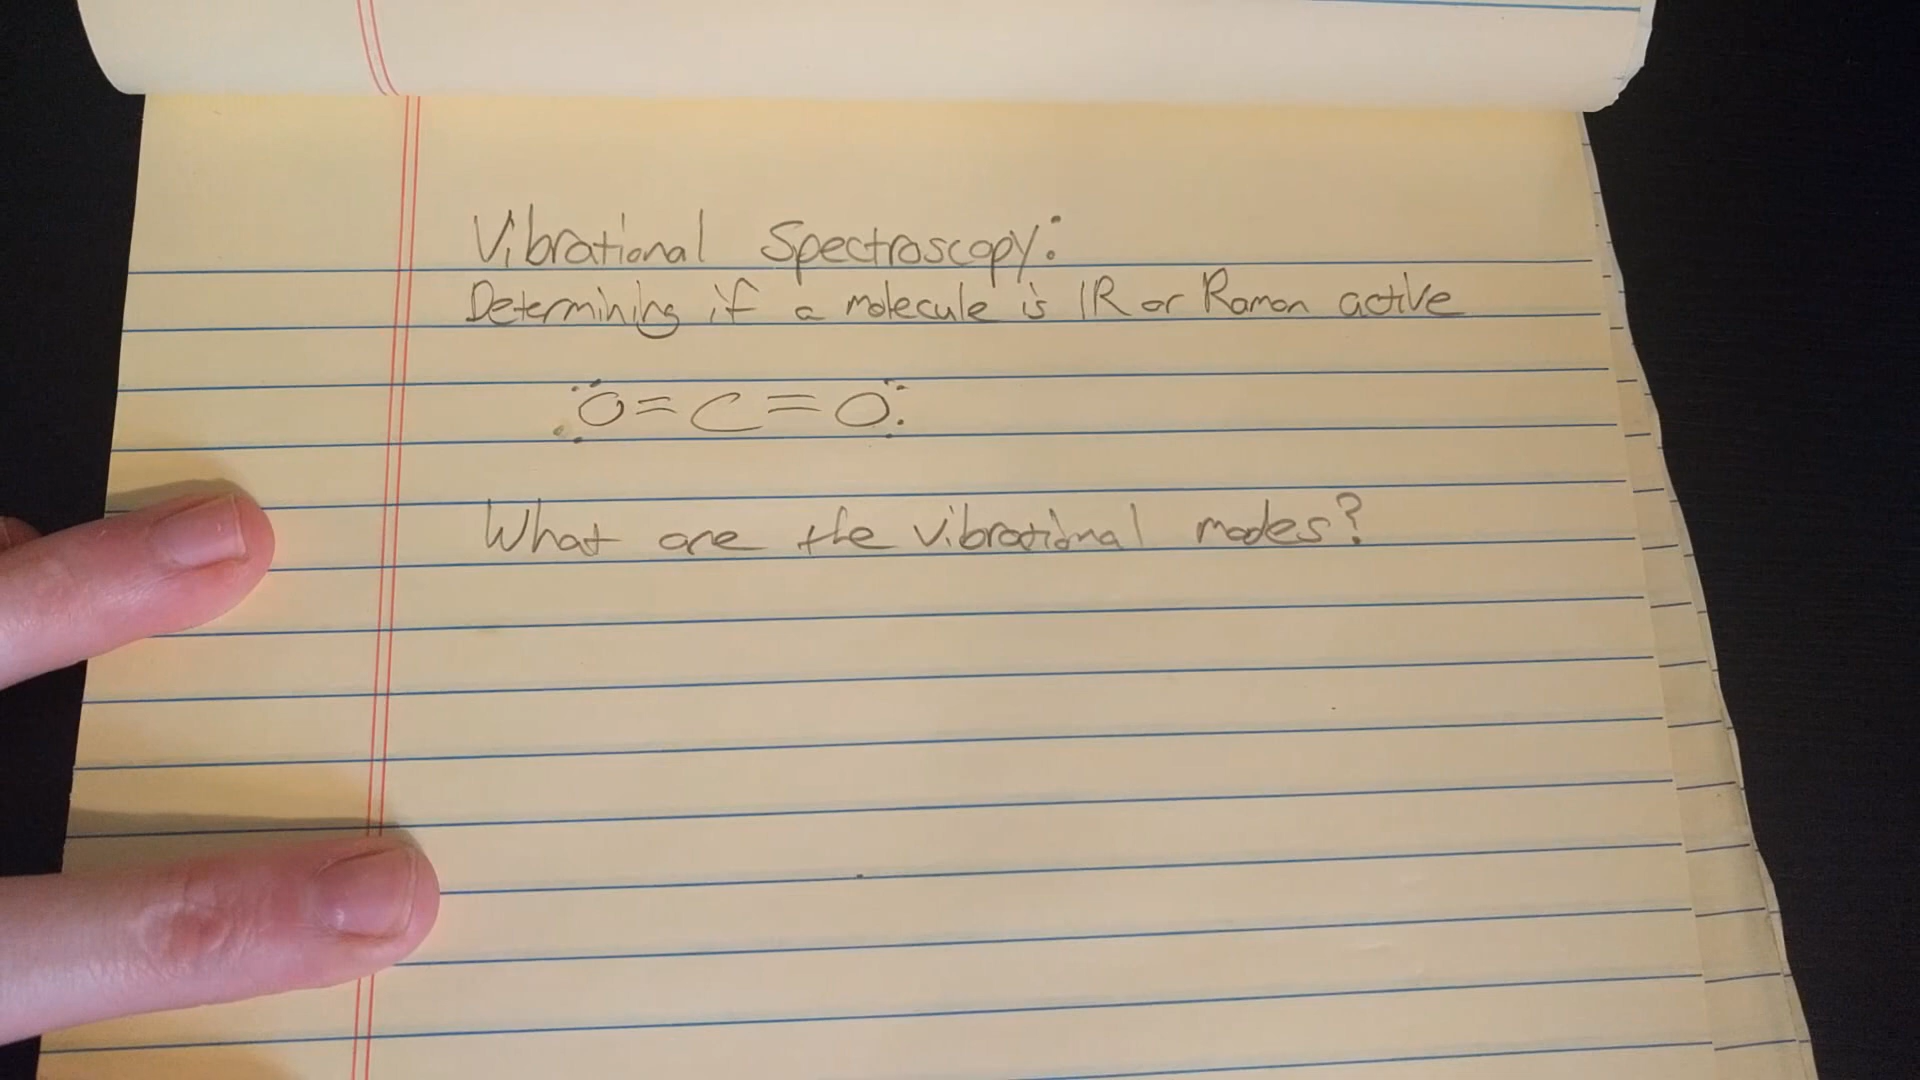 Vibrational Spectroscopy:
Determining if a molecule is IR or Raman active
O=C=O
What are the vibrational modes?